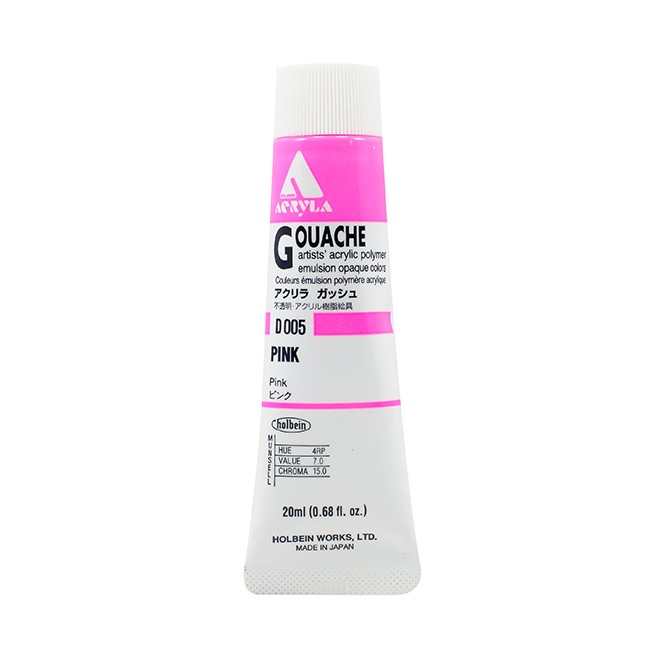 HOLBEIN
ACRYLA
GOUACHE
artists' acrylic polymer
emulsion opaque colors
Couleurs émulsion polymère acrylique
アクリラ ガッシュ
不透明・アクリル樹脂絵具
D005
PINK
Pink
ピンク
holbein
MUNSELL
HUE 4RP
VALUE 7.0
CHROMA 15.0
20ml (0.68 fl. oz.)
HOLBEIN WORKS, LTD.
MADE IN JAPAN